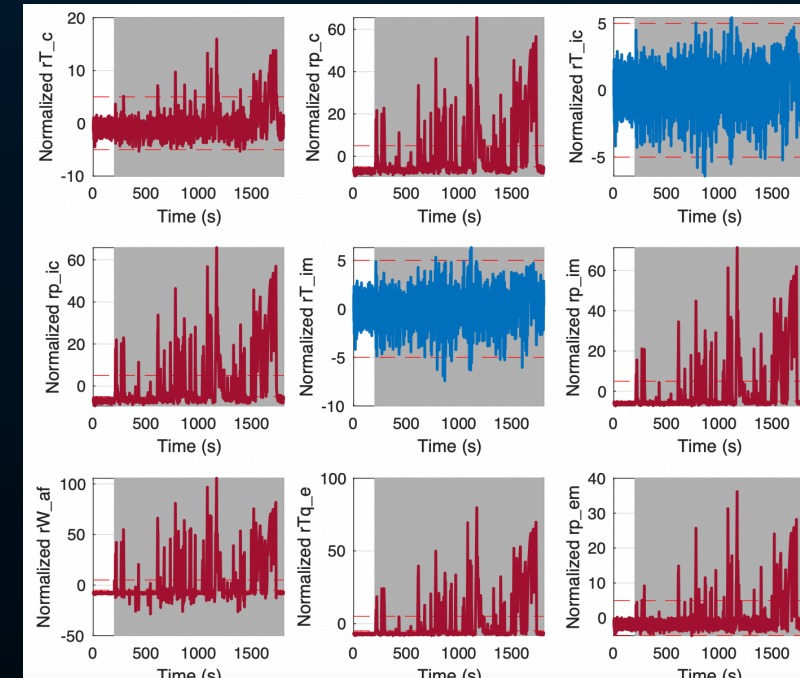 Normalized rT_c
20
10
0
-10
0 500 1000 1500
Time (s)
Normalized rp_c
60
40
20
0
0 500 1000 1500
Time (s)
Normalized rT_ic
5
0
-5
0 500 1000 1500
Time (s)
Normalized rp_ic
60
40
20
0
0 500 1000 1500
Time (s)
Normalized rT_im
5
0
-5
-10
0 500 1000 1500
Time (s)
Normalized rp_im
60
40
20
0
0 500 1000 1500
Time (s)
Normalized rW_af
100
50
0
-50
0 500 1000 1500
Time (s)
Normalized rTq_e
100
50
0
0 500 1000 1500
Time (s)
Normalized rp_em
40
30
20
10
0
0 500 1000 1500
Time (s)